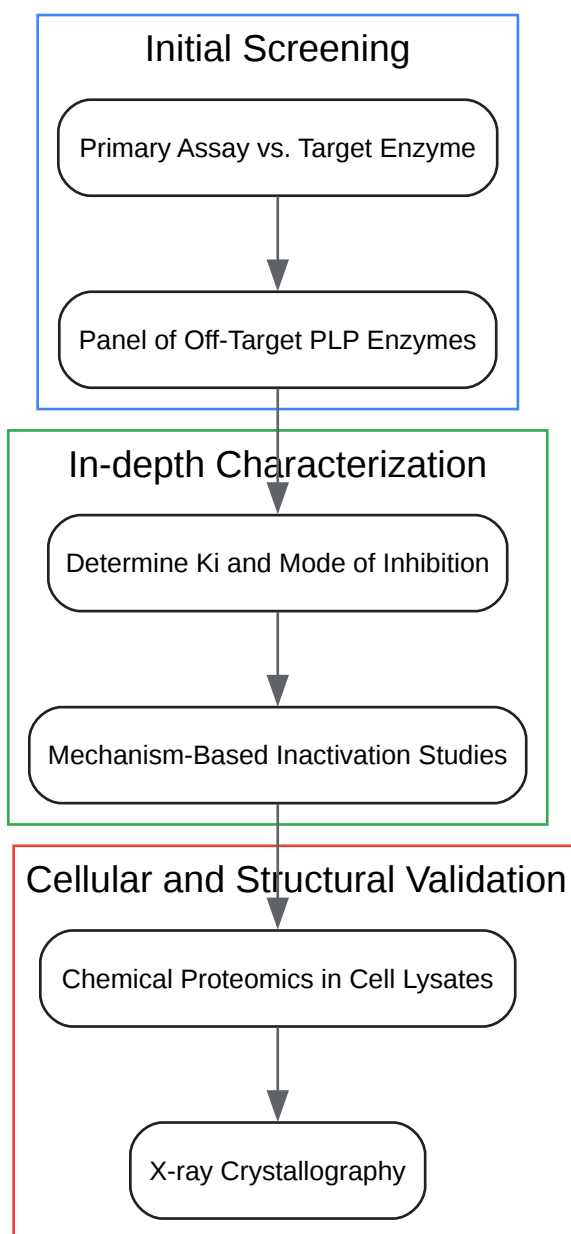 Initial Screening
Primary Assay vs. Target Enzyme
Panel of Off-Target PLP Enzymes
In-depth Characterization
Determine Ki and Mode of Inhibition
Mechanism-Based Inactivation Studies
Cellular and Structural Validation
Chemical Proteomics in Cell Lysates
X-ray Crystallography